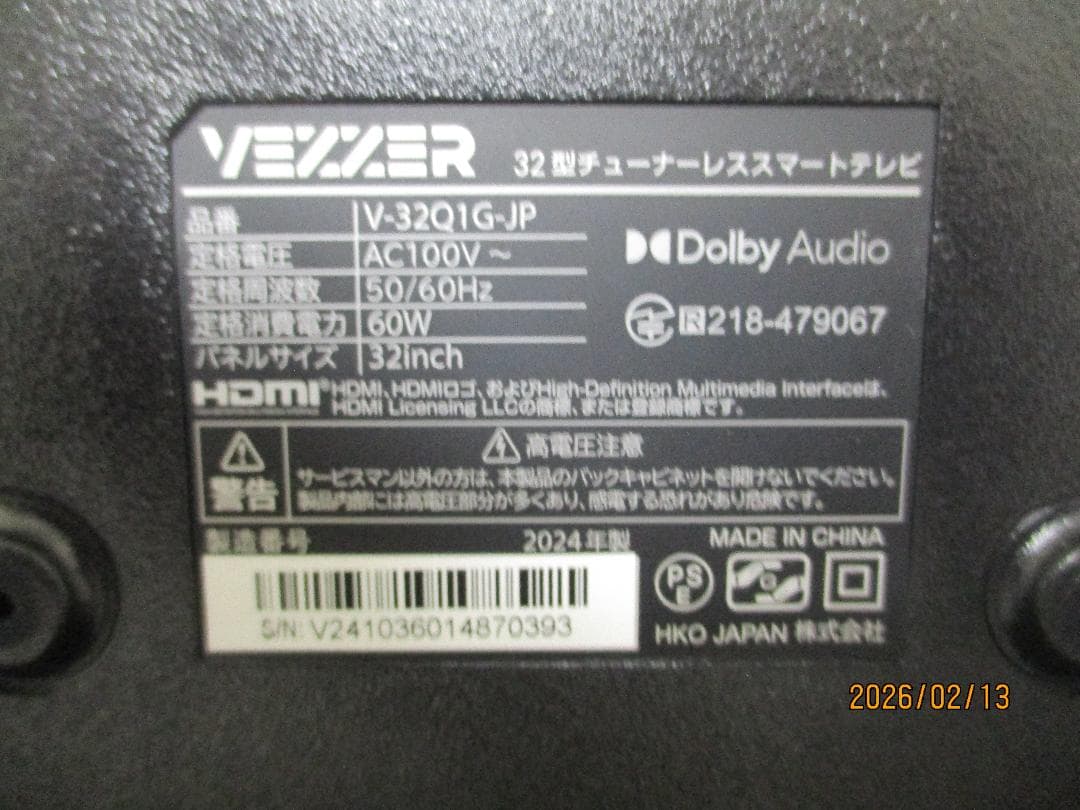 VEZZER 32型チューナーレススマートテレビ
品番 V-32Q1G-JP
定格電圧 AC100V ~
定格周波数 50/60Hz
定格消費電力 60W
パネルサイズ 32inch
Dolby Audio
R 218-479067
HDMI® HDMI、HDMIロゴ、およびHigh-Definition Multimedia Interfaceは、
HDMI Licensing LLCの商標、または登録商標です。
警告
高電圧注意
サービスマン以外の方は、本製品のバックキャビネットを開けないでください。
製品内部には高電圧部分が多くあり、感電する恐れがあり危険です。
製造番号 2024年製
MADE IN CHINA
S/N: V241036014870393
PS E
HKO JAPAN 株式会社
2026/02/13